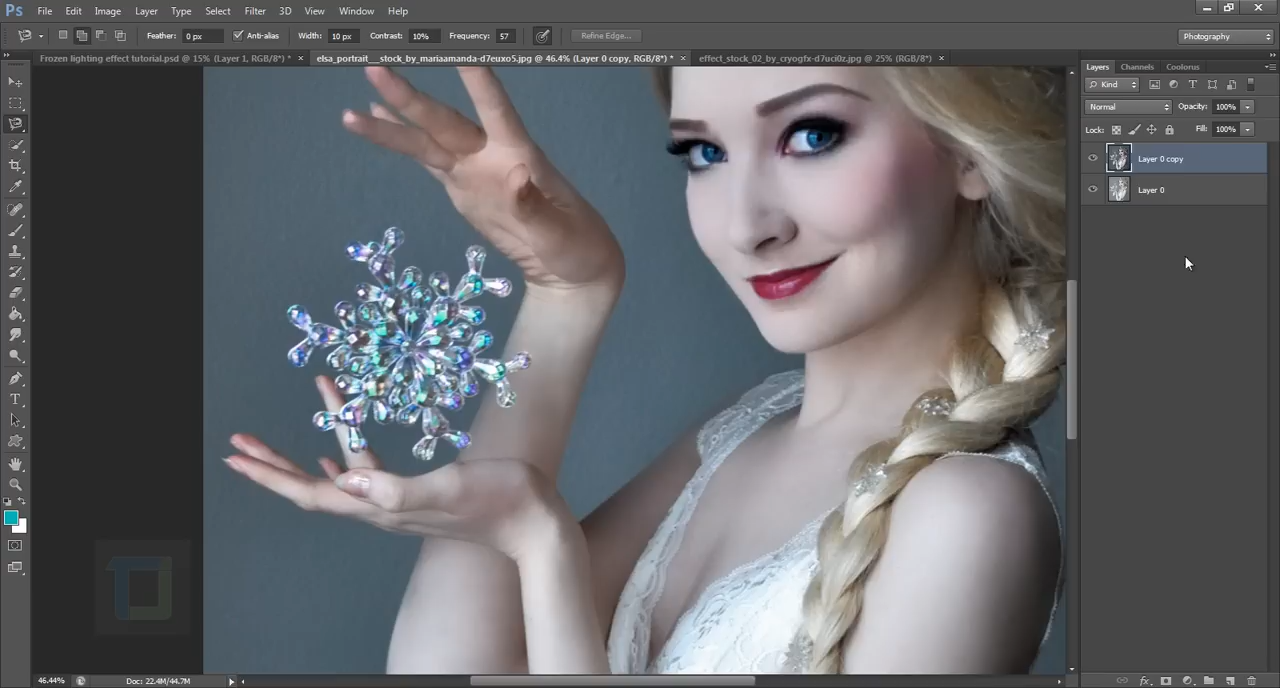 Ps File Edit Image Layer Type Select Filter 3D View Window Help
Feather: 0 px Anti-alias Width: 10 px Contrast: 10% Frequency: 57 Refine Edge... Photography
Frozen lighting effect tutorial.psd @ 15% (Layer 1, RGB/8*) * × elsa_portrait__stock_by_mariaamanda-d7euxo5.jpg @ 46.4% (Layer 0 copy, RGB/8*) * × effect_stock_02_by_cryogfx-d7uci0z.jpg @ 25% (RGB/8*) ×
Layers Channels Coolorus
Kind
Normal Opacity: 100%
Lock: Fill: 100%
Layer 0 copy
Layer 0
46.44% Doc: 22.4M/44.7M